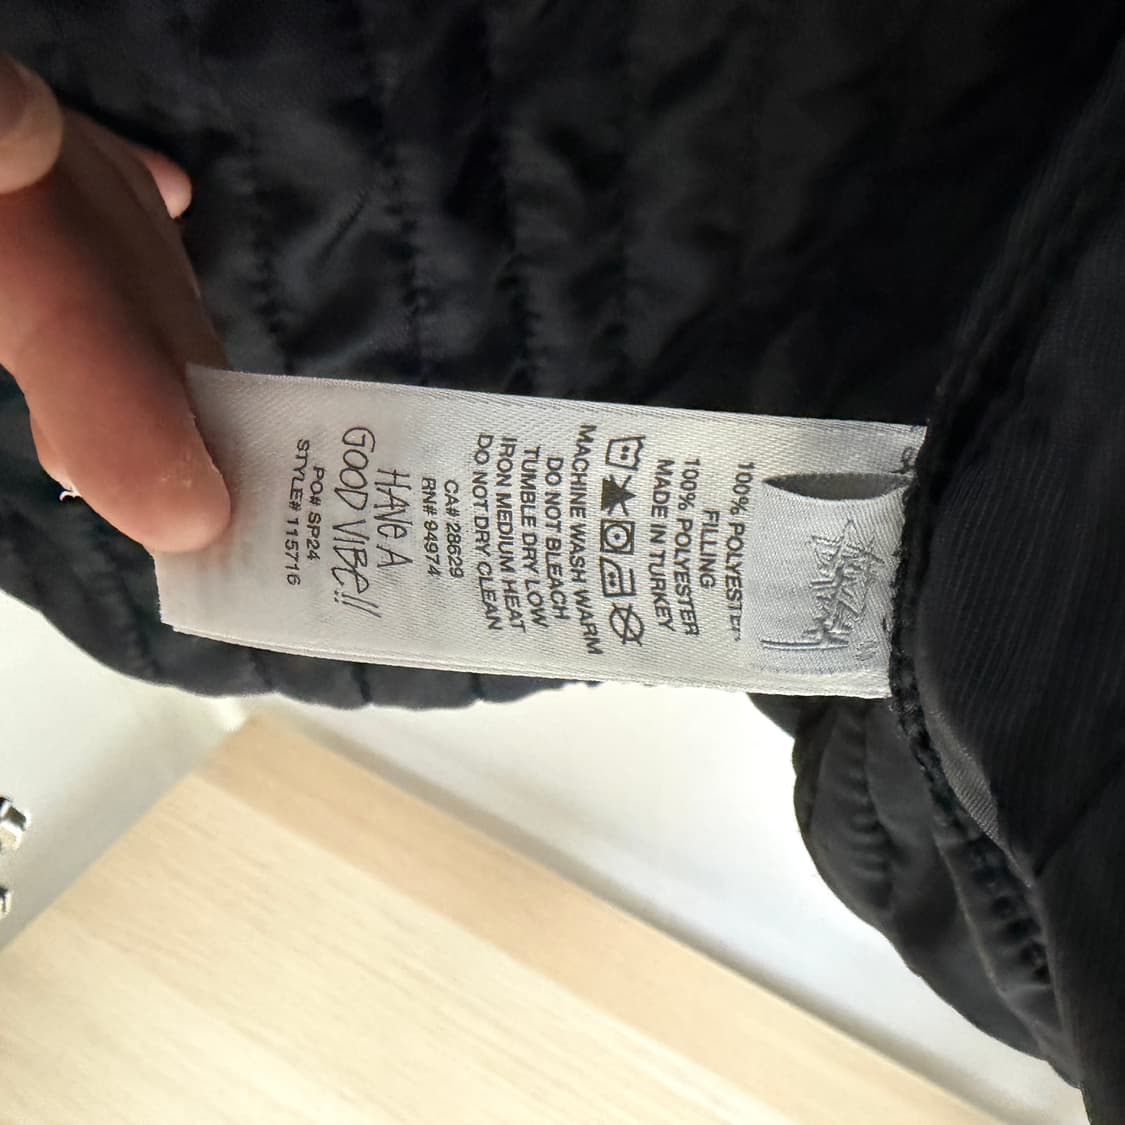 100% POLYESTER
FILLING
100% POLYESTER
MADE IN TURKEY
MACHINE WASH WARM
DO NOT BLEACH
TUMBLE DRY LOW
IRON MEDIUM HEAT
DO NOT DRY CLEAN
CA# 28629
RN# 94974
HAVE A
GOOD VIBE!!
PO# SP24
STYLE# 115716